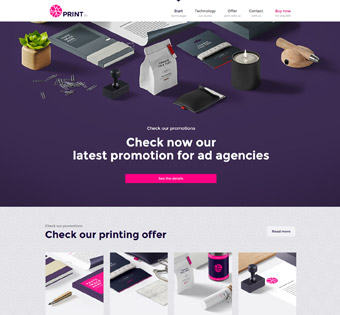 PRINT
Start
Technology
Offer
Contact
Buy now
Check our promotions
Check now our
latest promotion for ad agencies
See the details
Check our promotions
Check our printing offer
Read more